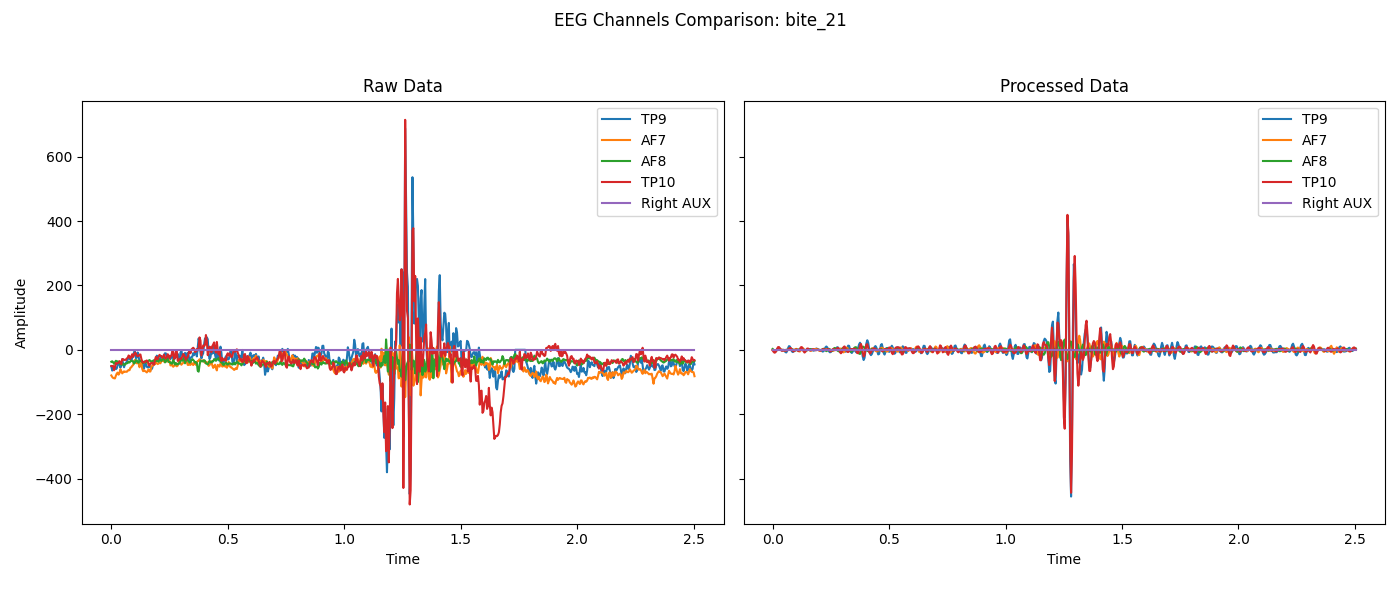 EEG Channels Comparison: bite_21
Raw Data
TP9
AF7
AF8
TP10
Right AUX
Amplitude
600
400
200
0
−200
−400
0.0 0.5 1.0 1.5 2.0 2.5
Time
Processed Data
TP9
AF7
AF8
TP10
Right AUX
0.0 0.5 1.0 1.5 2.0 2.5
Time